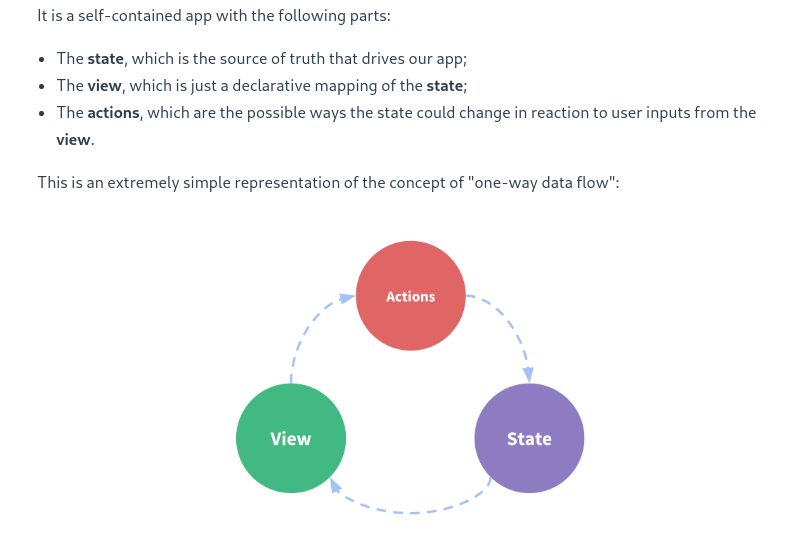 It is a self-contained app with the following parts:
• The state, which is the source of truth that drives our app;
• The view, which is just a declarative mapping of the state;
• The actions, which are the possible ways the state could change in reaction to user inputs from the
view.
This is an extremely simple representation of the concept of "one-way data flow":
Actions
View
State